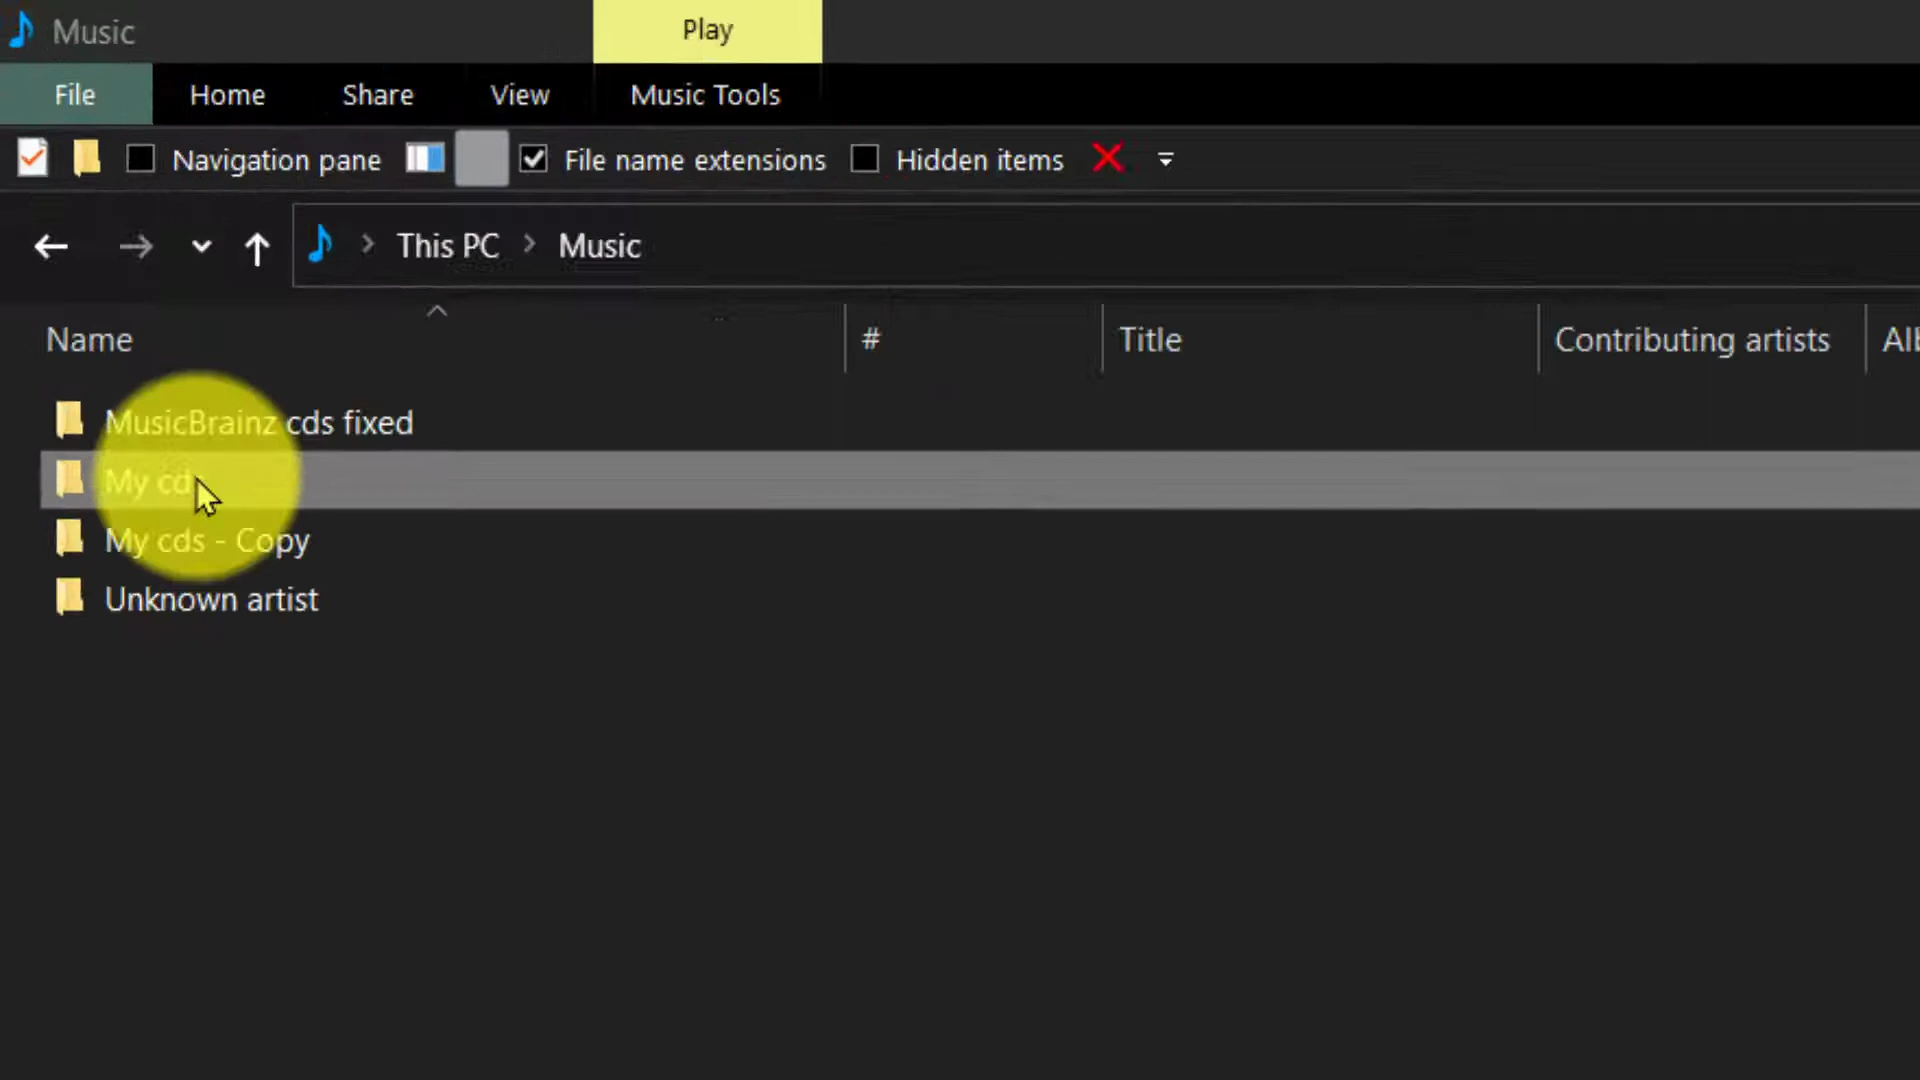 Music
Play
File Home Share View Music Tools
Navigation pane File name extensions Hidden items
This PC Music
Name # Title Contributing artists
MusicBrainz cds fixed
My
My cds - Copy
Unknown artist